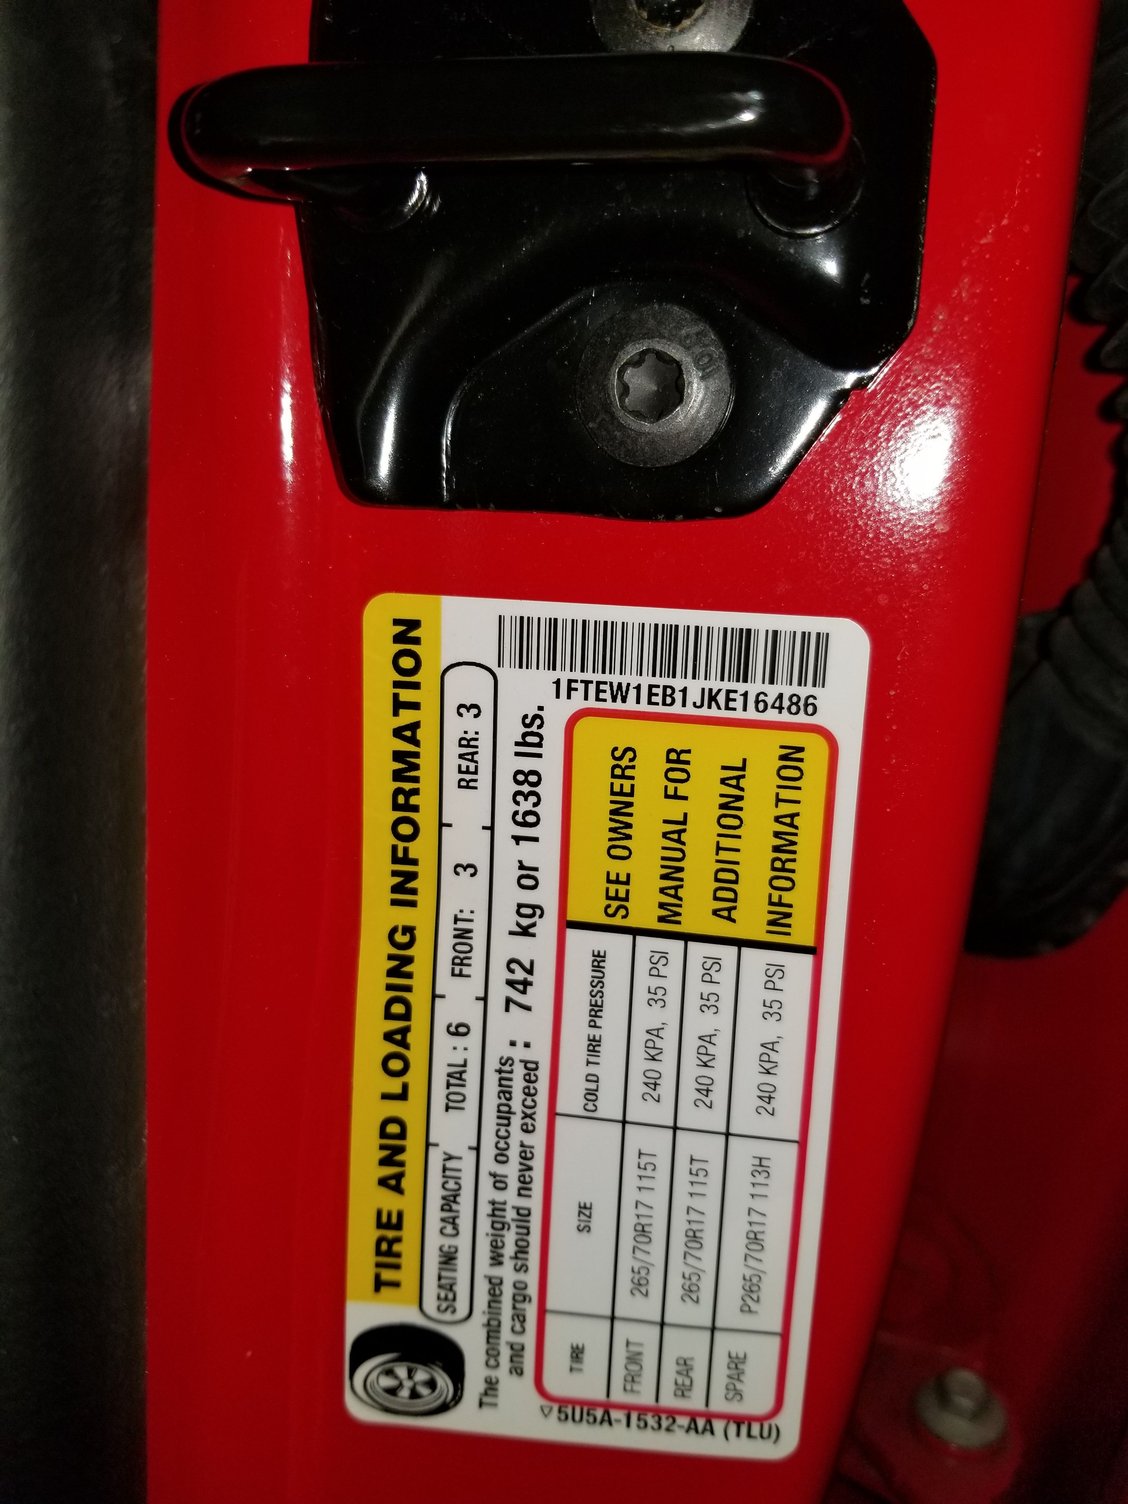 TIRE AND LOADING INFORMATION
SEATING CAPACITY TOTAL: 6 FRONT: 3 REAR: 3
The combined weight of occupants
and cargo should never exceed : 742 kg or 1638 lbs.
1FTEW1EB1JKE16486
TIRE SIZE COLD TIRE PRESSURE
FRONT 265/70R17 115T 240 KPA, 35 PSI
REAR 265/70R17 115T 240 KPA, 35 PSI
SPARE P265/70R17 113H 240 KPA, 35 PSI
SEE OWNERS
MANUAL FOR
ADDITIONAL
INFORMATION
▽5U5A-1532-AA (TLU)